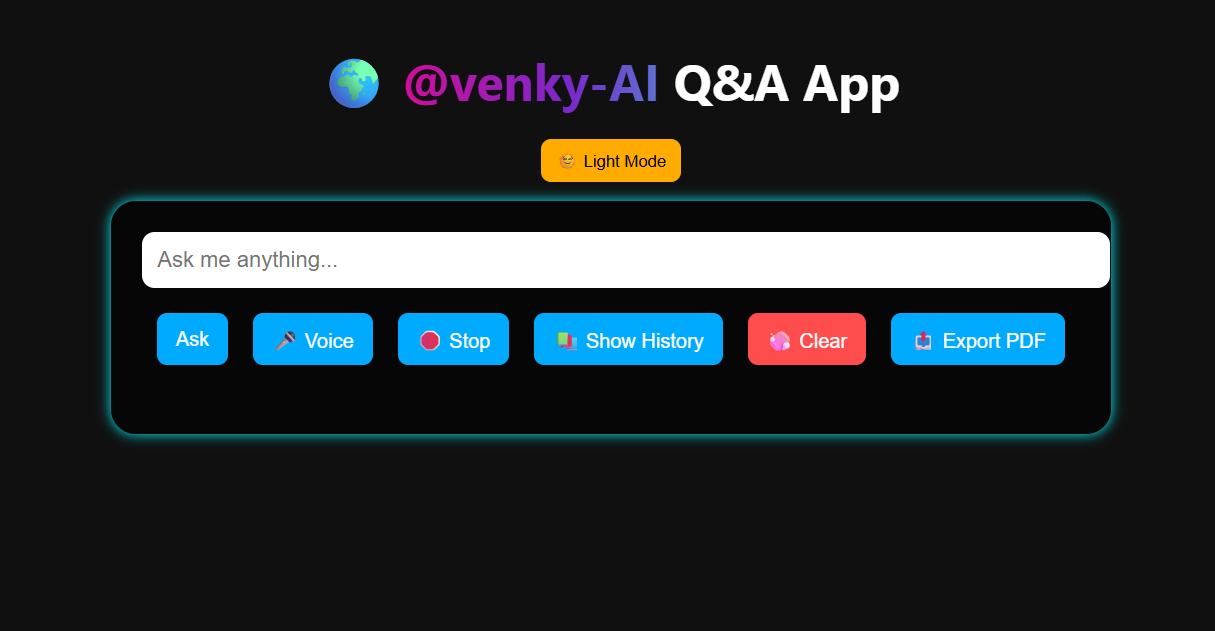 @venky-AI Q&A App
Light Mode
Ask me anything...
Ask Voice Stop Show History Clear Export PDF